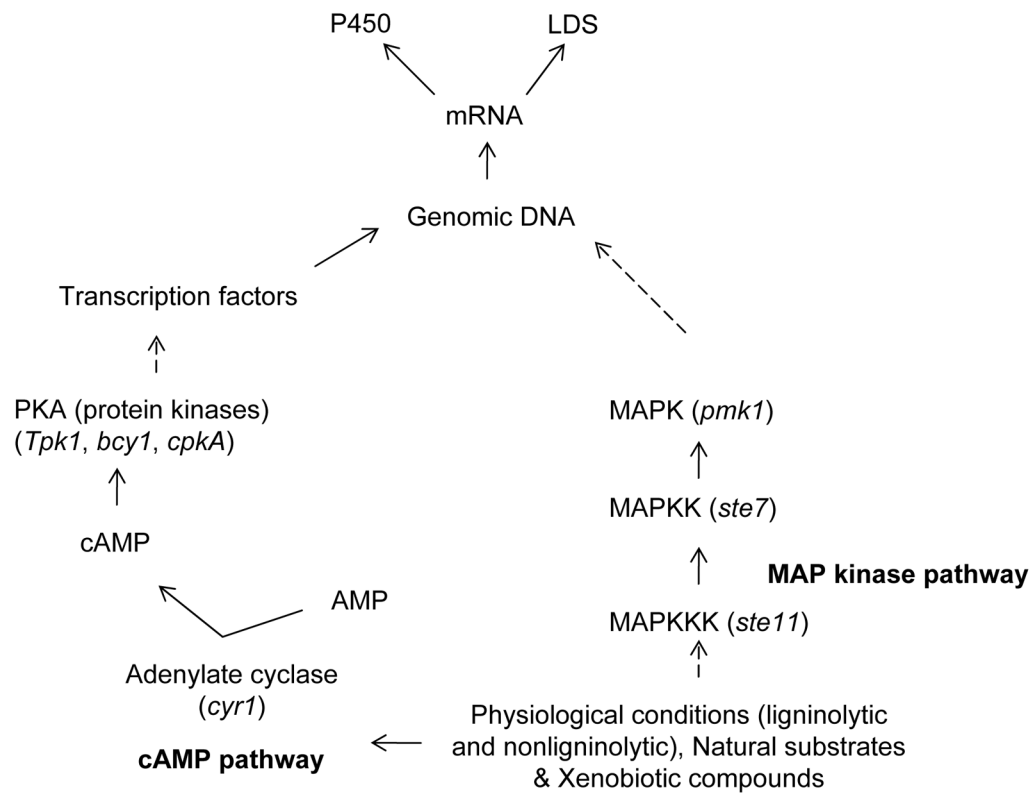 P450
LDS
mRNA
Genomic DNA
Transcription factors
PKA (protein kinases)
(Tpk1, bcy1, cpkA)
MAPK (pmk1)
MAPKK (ste7)
cAMP
MAP kinase pathway
AMP
MAPKKK (ste11)
Adenylate cyclase
(cyr1)
cAMP pathway
Physiological conditions (ligninolytic
and nonligninolytic), Natural substrates
& Xenobiotic compounds